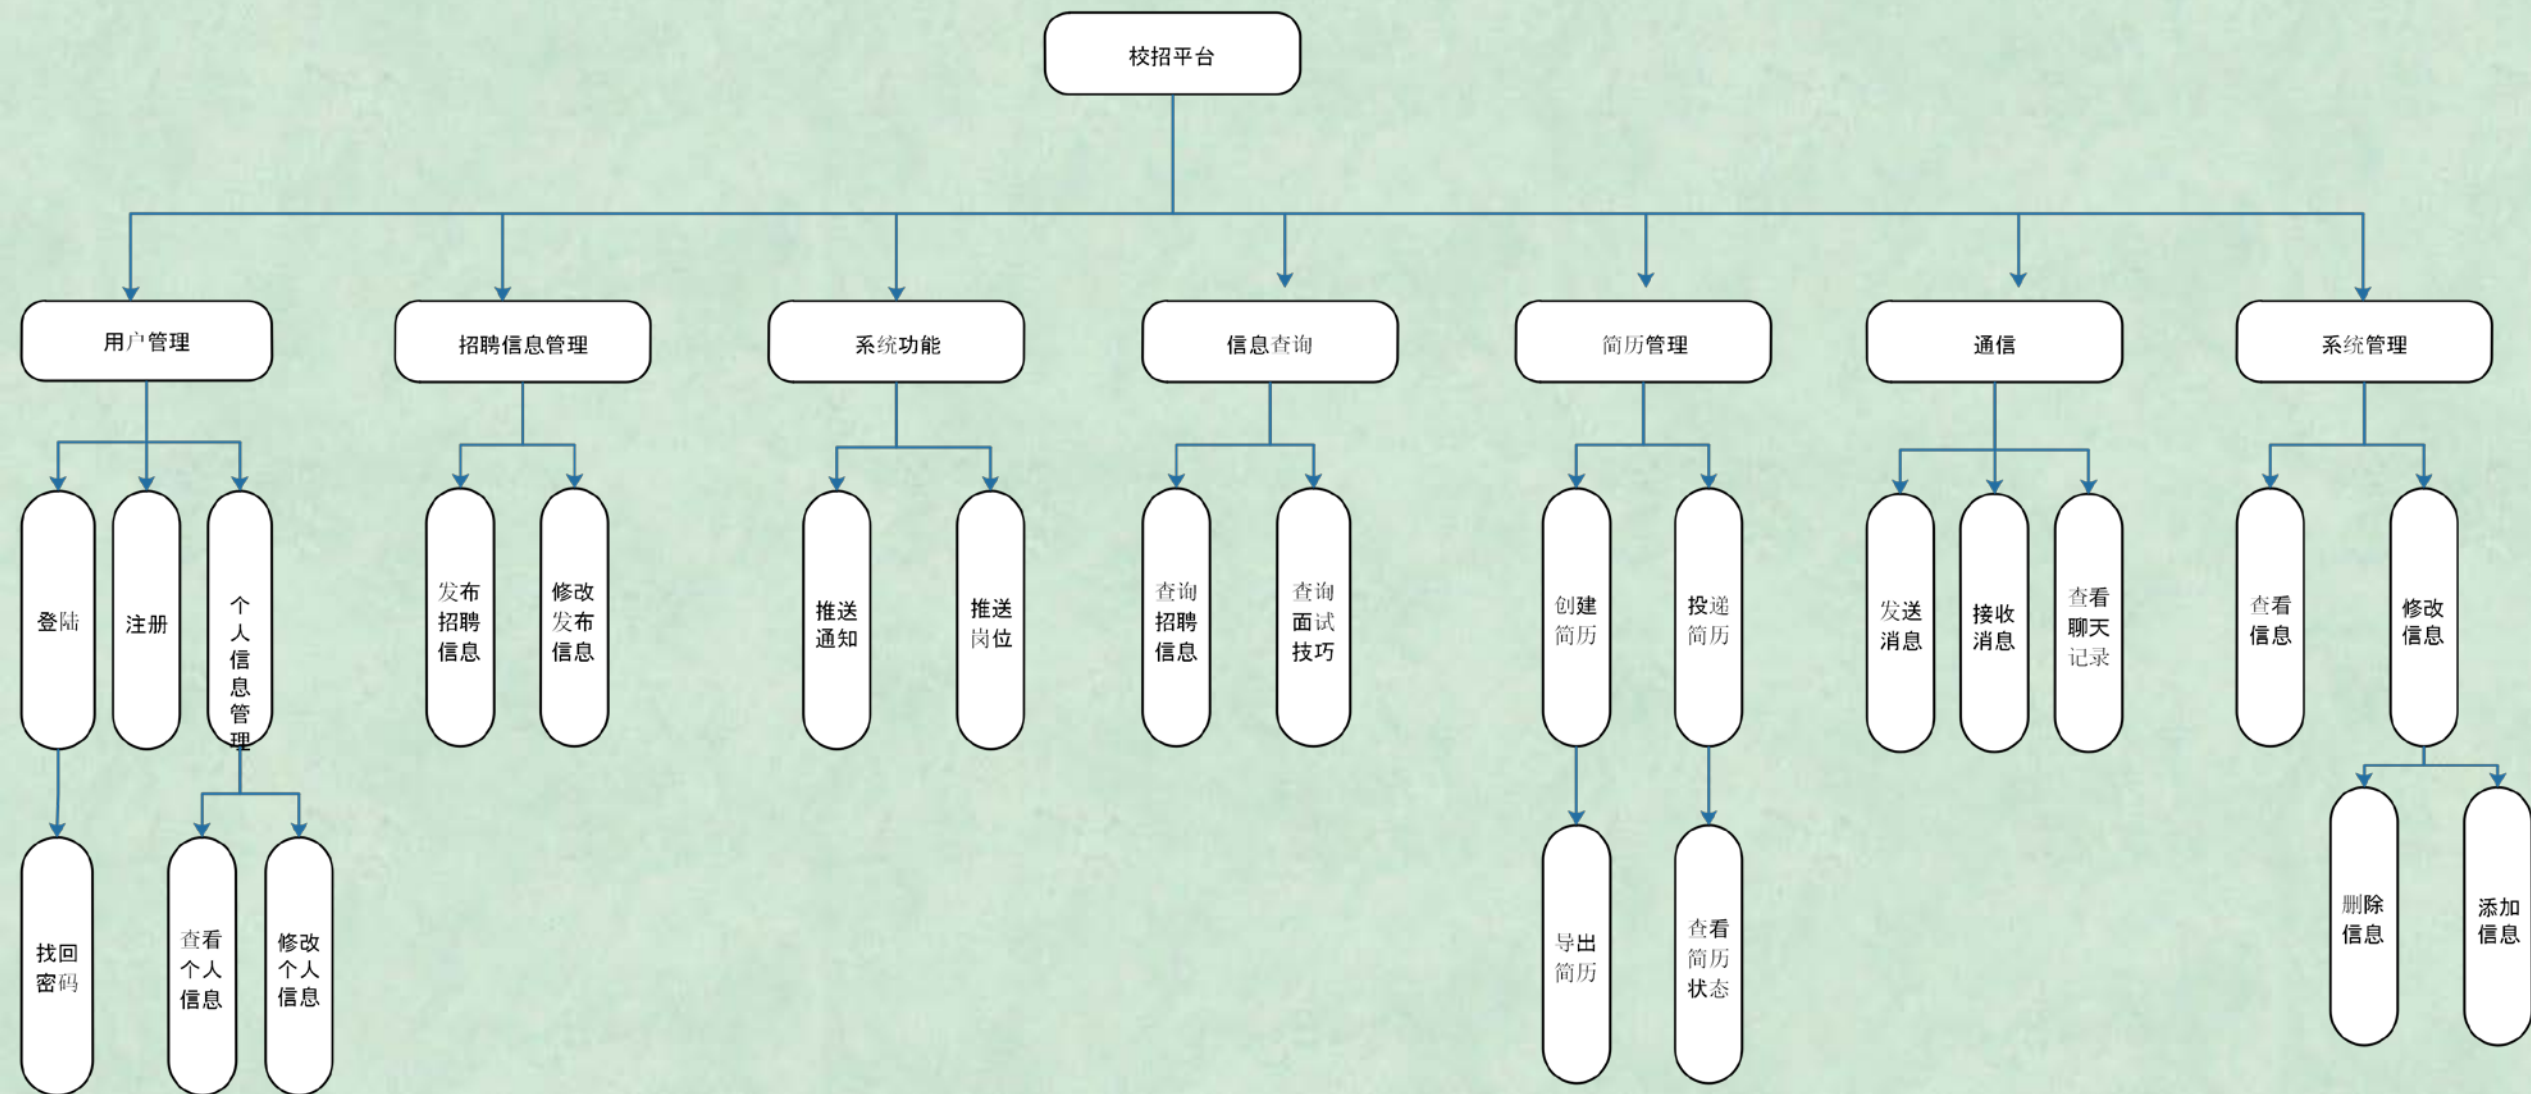 校招平台
用户管理
招聘信息管理
系统功能
信息查询
简历管理
通信
系统管理
登陆
注册
个
人
信
息
管
理
发布
招聘
信息
修改
发布
信息
推送
通知
推送
岗位
查询
招聘
信息
查询
面试
技巧
创建
简历
投递
简历
发送
消息
接收
消息
查看
聊天
记录
查看
信息
修改
信息
找回
密码
查看
个人
信息
修改
个人
信息
导出
简历
查看
简历
状态
删除
信息
添加
信息